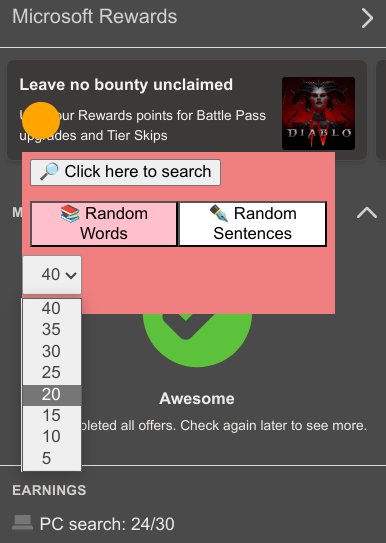 Microsoft Rewards
Leave no bounty unclaimed
our Rewards points for Battle Pass
upgrades and Tier Skips
DIABLO
IV
🔎 Click here to search
M
📚 Random
Words
✒️ Random
Sentences
40
40
35
30
25
20
15
10
5
Awesome
pleted all offers. Check again later to see more.
EARNINGS
PC search: 24/30